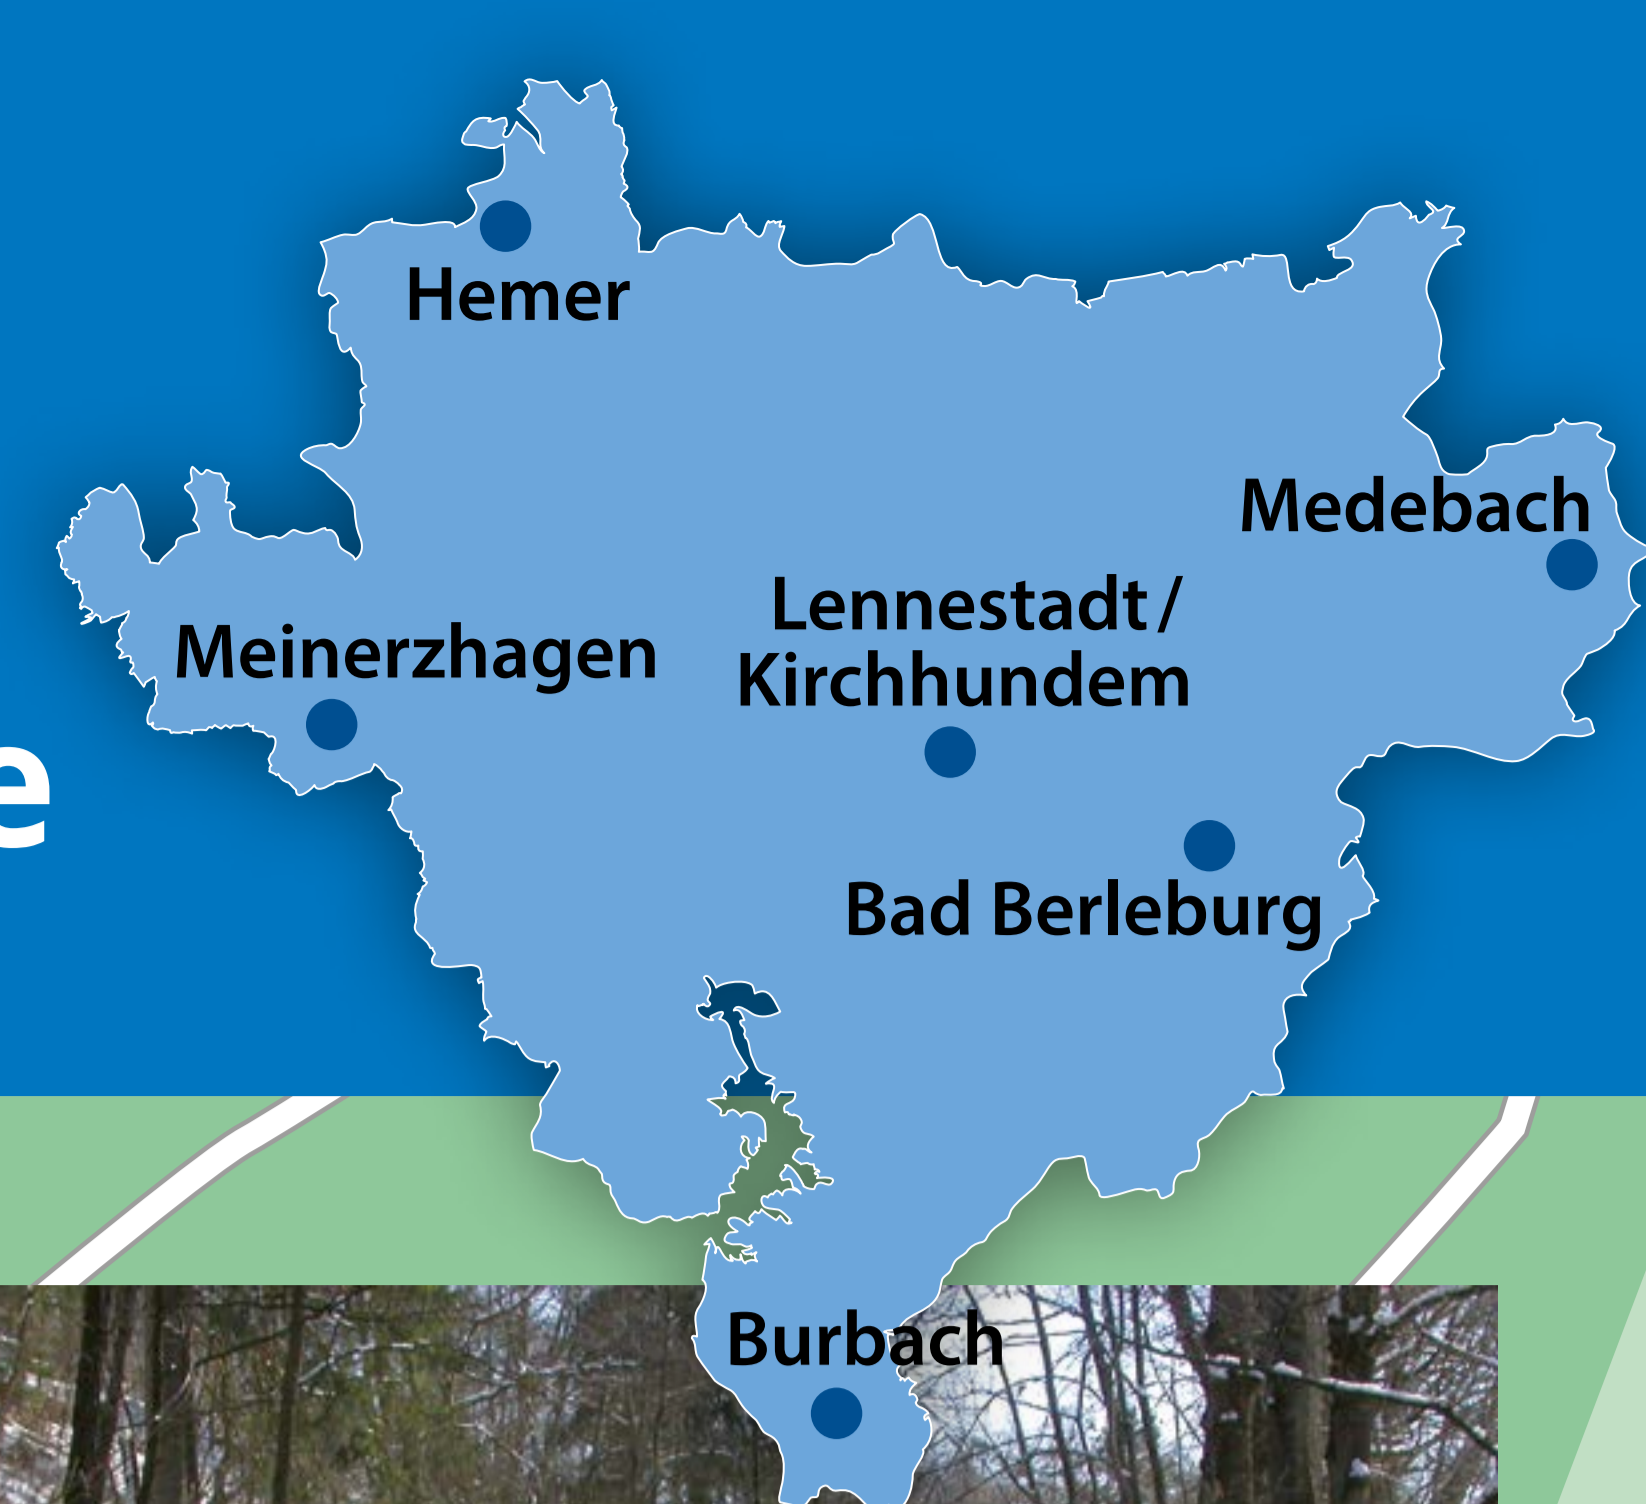 Hemer
Medebach
Lennestadt /
Kirchhundem
Meinerzhagen
e
Bad Berleburg
Burbach